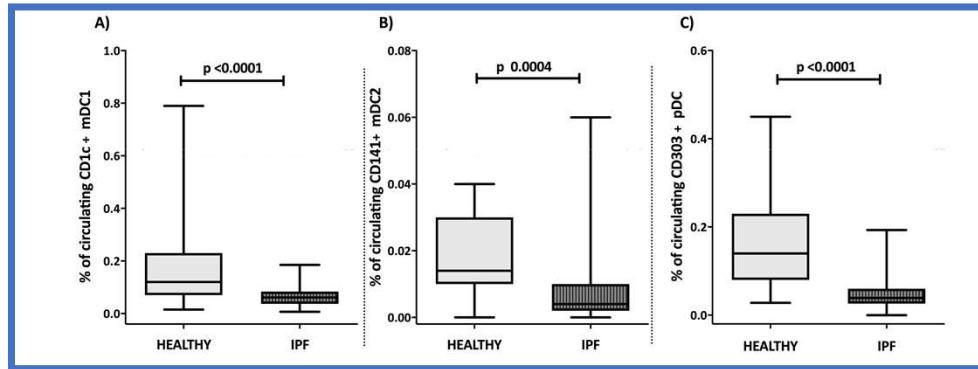 A)
% of circulating CD1c + mDC1
1.0
0.8
0.6
0.4
0.2
0.0
p <0.0001
HEALTHY IPF
B)
% of circulating CD141+ mDC2
0.08
0.06
0.04
0.02
0.00
p 0.0004
HEALTHY IPF
C)
% of circulating CD303 + pDC
0.6
0.4
0.2
0.0
p <0.0001
HEALTHY IPF